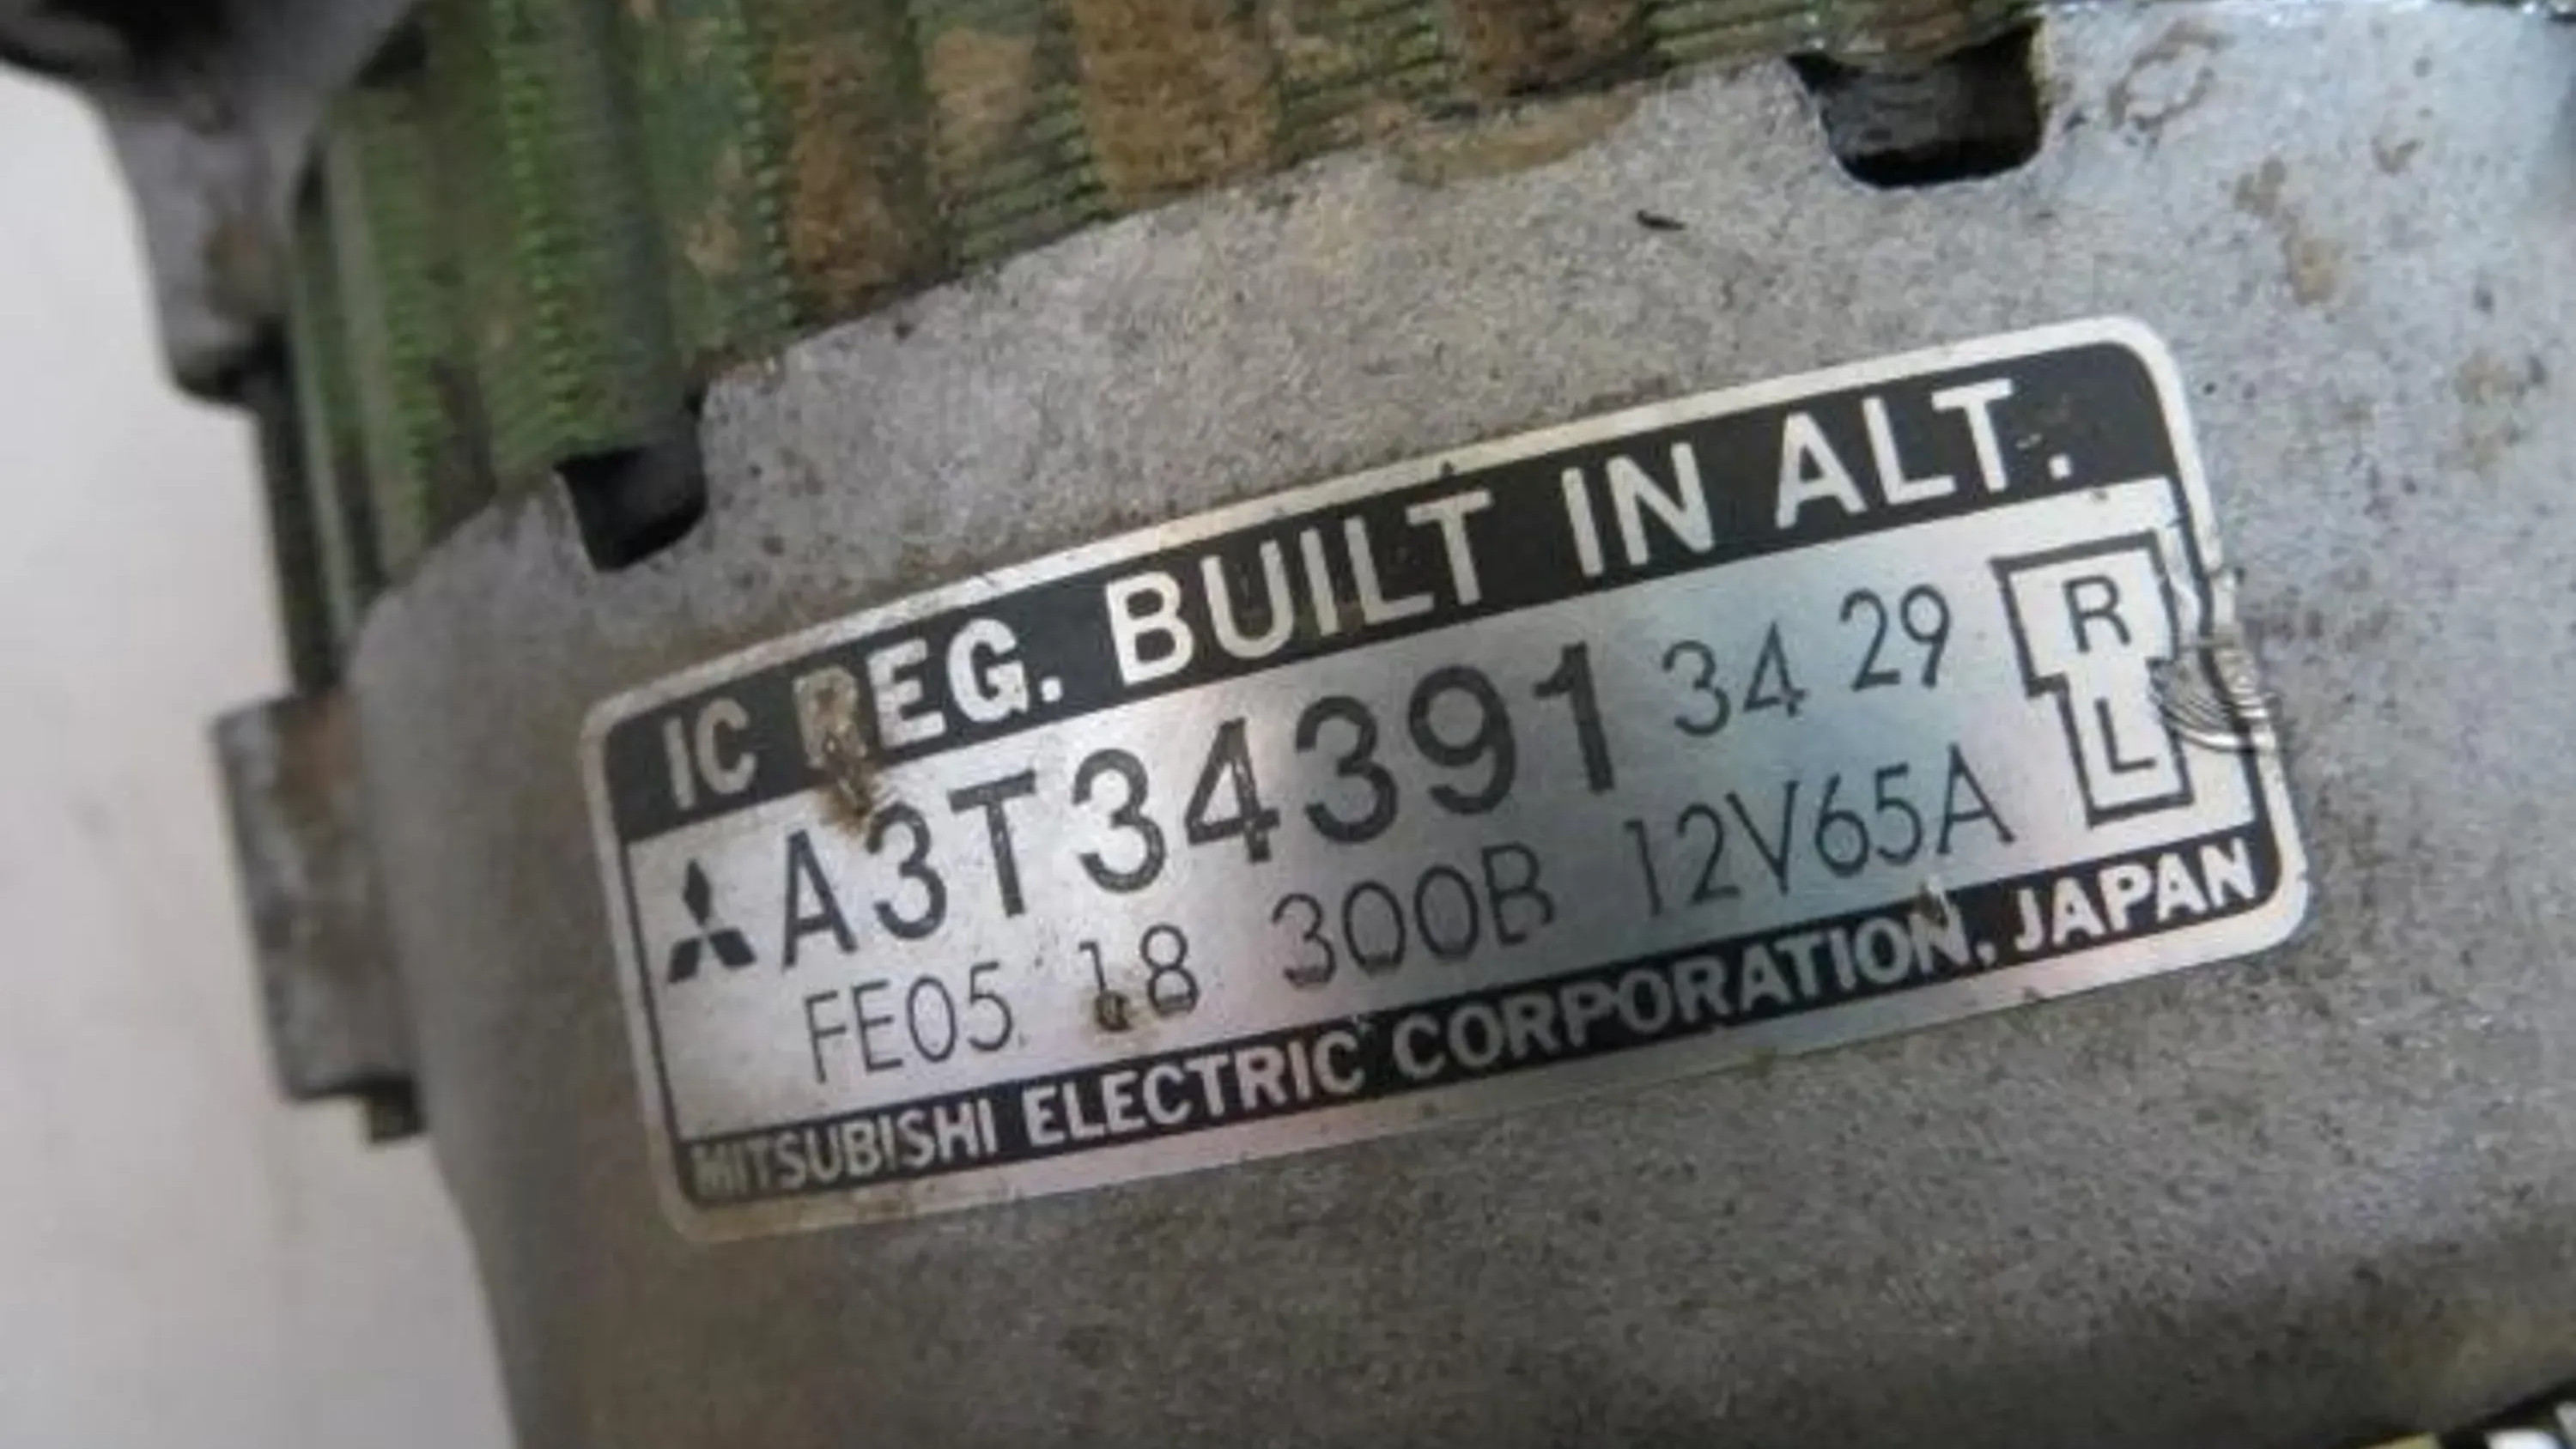 IC REG. BUILT IN ALT.
A3T34391 34 29 R
FE05 18 300B 12V65A L
MITSUBISHI ELECTRIC CORPORATION, JAPAN